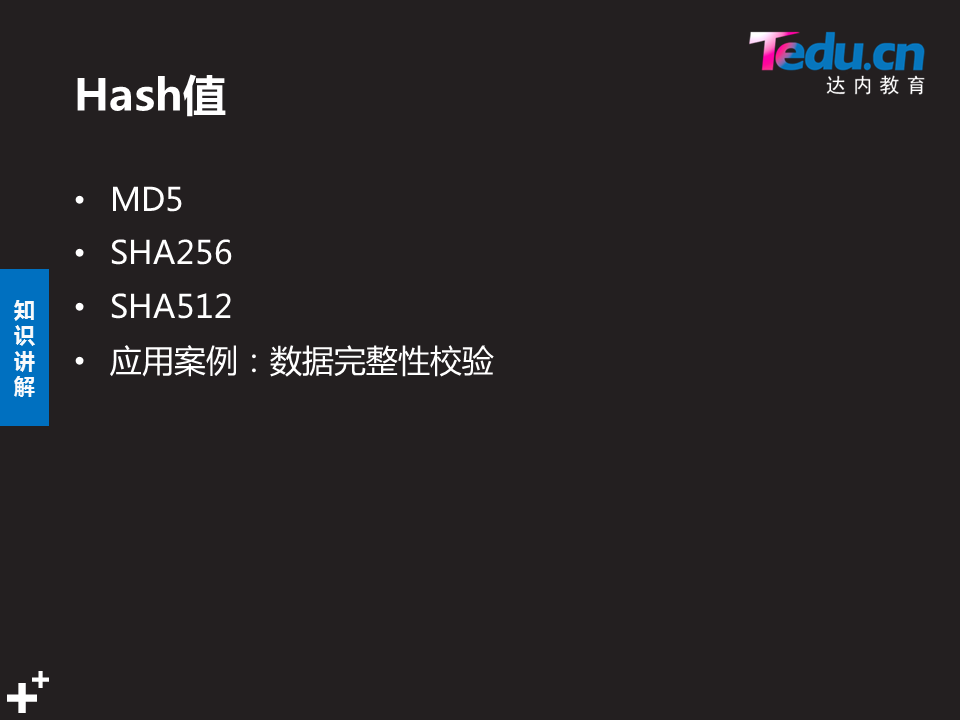 Tedu.cn
达内教育
Hash值
• MD5
• SHA256
• SHA512
• 应用案例：数据完整性校验
知
识
讲
解